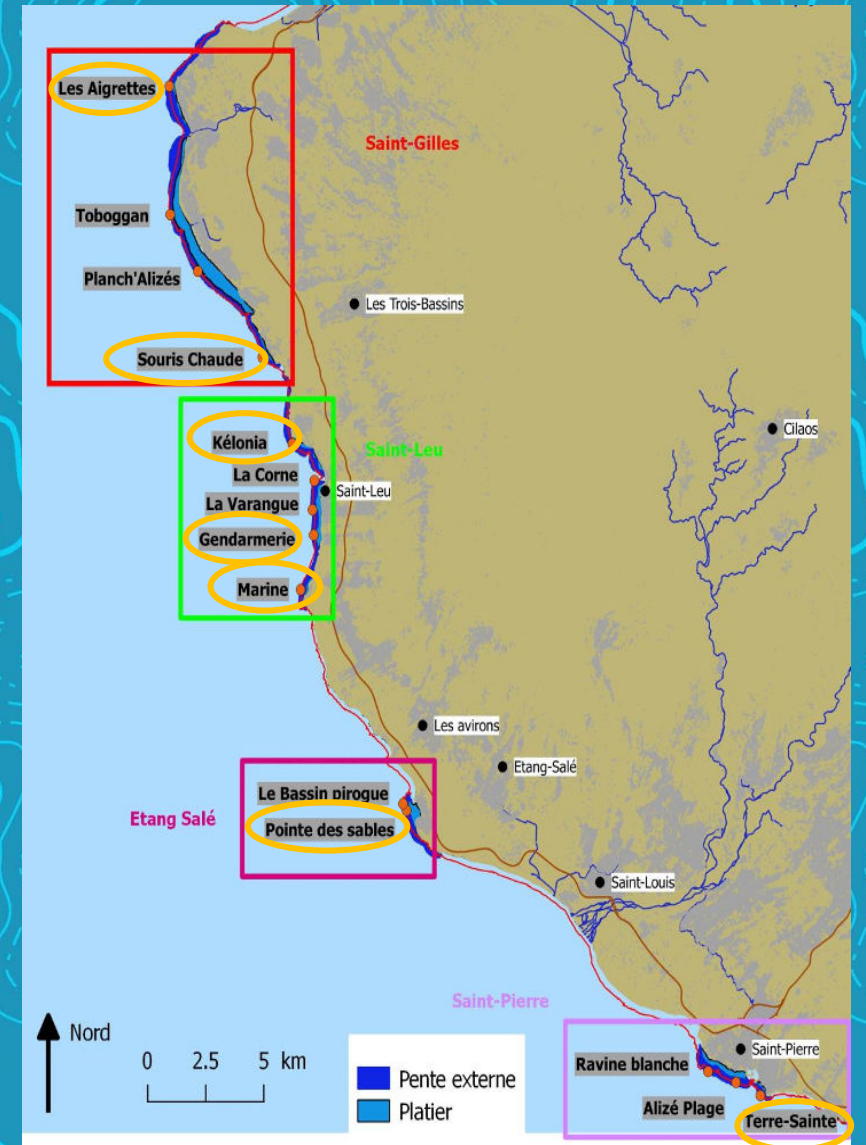 Les Aigrettes
Saint-Gilles
Toboggan
Planch'Alizés
Les Trois-Bassins
Souris Chaude
Kélonia
Saint-Leu
Cilaos
La Corne
Saint-Leu
La Varangue
Gendarmerie
Marine
Les avirons
Etang-Salé
Le Bassin pirogue
Etang Salé
Pointe des sables
Saint-Louis
Saint-Pierre
Nord
0 2.5 5 km
Saint-Pierre
Ravine blanche
Pente externe
Alizé Plage
Platier
Terre-Sainte